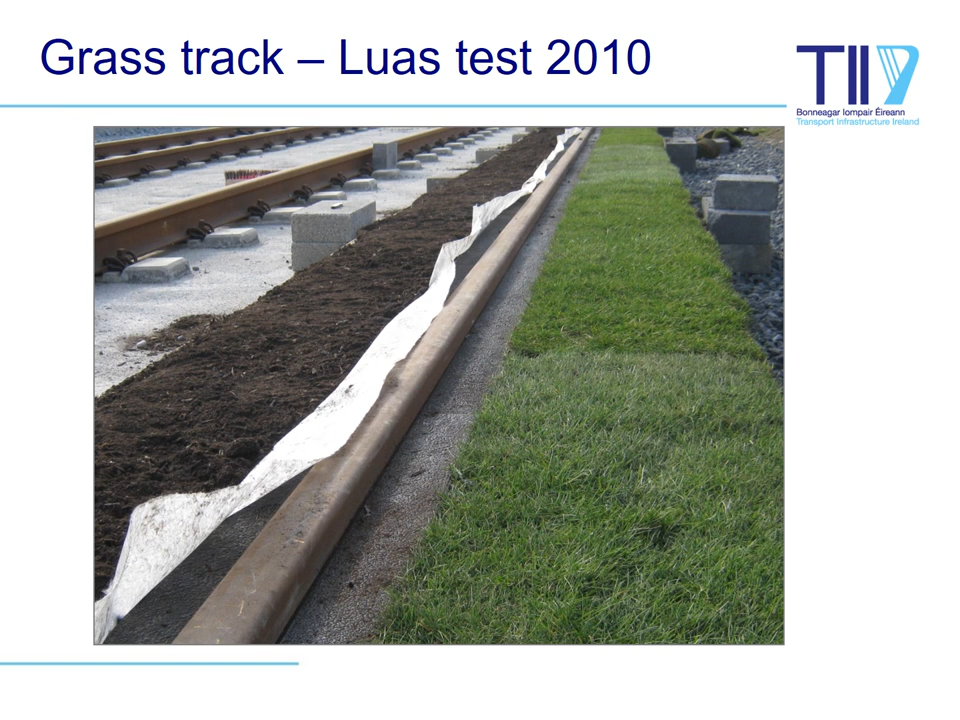 Grass track – Luas test 2010
TII
Bonneagar Iompair Éireann
Transport Infrastructure Ireland